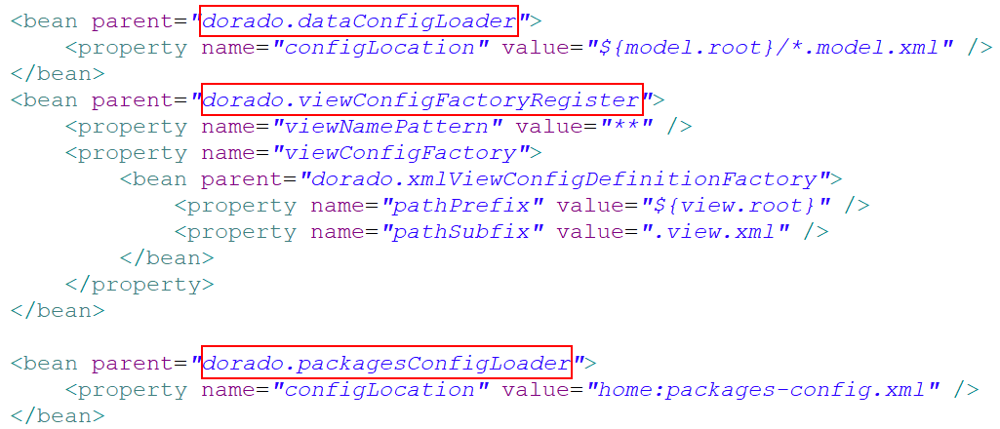 <bean parent="dorado.dataConfigLoader">
    <property name="configLocation" value="${model.root}/*.model.xml" />
</bean>
<bean parent="dorado.viewConfigFactoryRegister">
    <property name="viewNamePattern" value="**" />
    <property name="viewConfigFactory">
        <bean parent="dorado.xmlViewConfigDefinitionFactory">
            <property name="pathPrefix" value="${view.root}" />
            <property name="pathSubfix" value=".view.xml" />
        </bean>
    </property>
</bean>

<bean parent="dorado.packagesConfigLoader">
    <property name="configLocation" value="home:packages-config.xml" />
</bean>